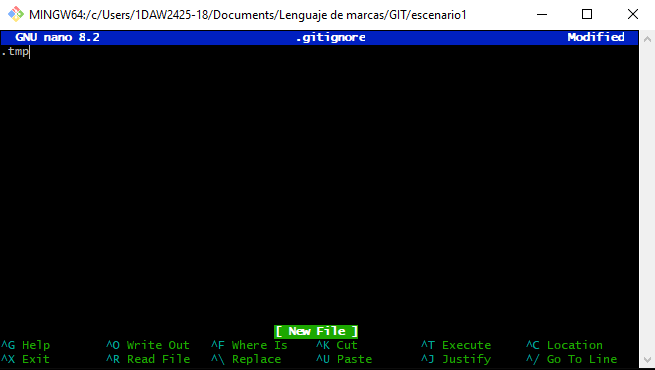 MINGW64:/c/Users/1DAW2425-18/Documents/Lenguaje de marcas/GIT/escenario1
GNU nano 8.2 .gitignore Modified
.tmp
[ New File ]
^G Help ^O Write Out ^F Where Is ^K Cut ^T Execute ^C Location
^X Exit ^R Read File ^\ Replace ^U Paste ^J Justify ^/ Go To Line